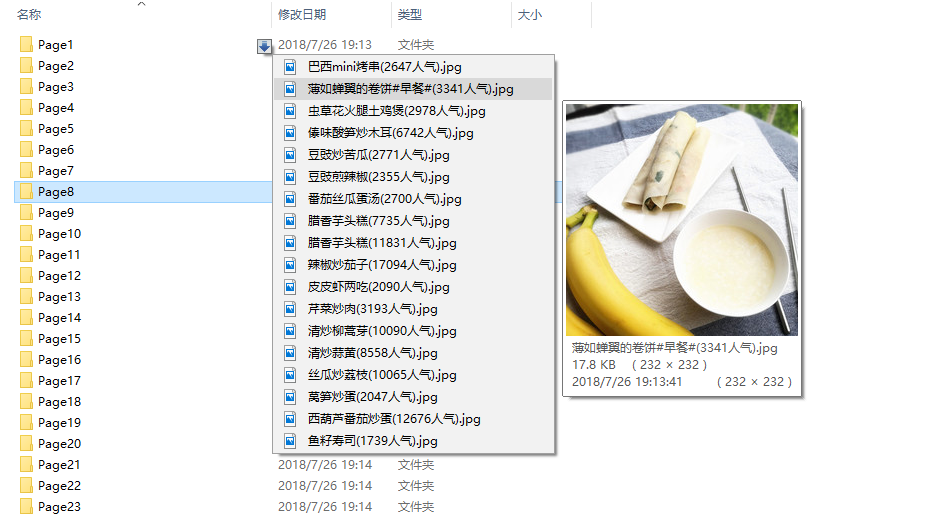 名称 修改日期 类型 大小
Page1 2018/7/26 19:13 文件夹
Page2
Page3
Page4
Page5
Page6
Page7
Page8
Page9
Page10
Page11
Page12
Page13
Page14
Page15
Page16
Page17
Page18
Page19
Page20
Page21 2018/7/26 19:14 文件夹
Page22 2018/7/26 19:14 文件夹
Page23 2018/7/26 19:14 文件夹
巴西mini烤串(2647人气).jpg
薄如蝉翼的卷饼#早餐#(3341人气).jpg
虫草花火腿土鸡煲(2978人气).jpg
傣味酸笋炒木耳(6742人气).jpg
豆豉炒苦瓜(2771人气).jpg
豆豉煎辣椒(2355人气).jpg
番茄丝瓜蛋汤(2700人气).jpg
腊香芋头糕(7735人气).jpg
腊香芋头糕(11831人气).jpg
辣椒炒茄子(17094人气).jpg
皮皮虾两吃(2090人气).jpg
芹菜炒肉(3193人气).jpg
清炒柳蒿芽(10090人气).jpg
清炒蒜薹(8558人气).jpg
丝瓜炒荔枝(10065人气).jpg
莴笋炒蛋(2047人气).jpg
西葫芦番茄炒蛋(12676人气).jpg
鱼籽寿司(1739人气).jpg
薄如蝉翼的卷饼#早餐#(3341人气).jpg
17.8 KB ( 232 × 232 )
2018/7/26 19:13:41 ( 232 × 232 )